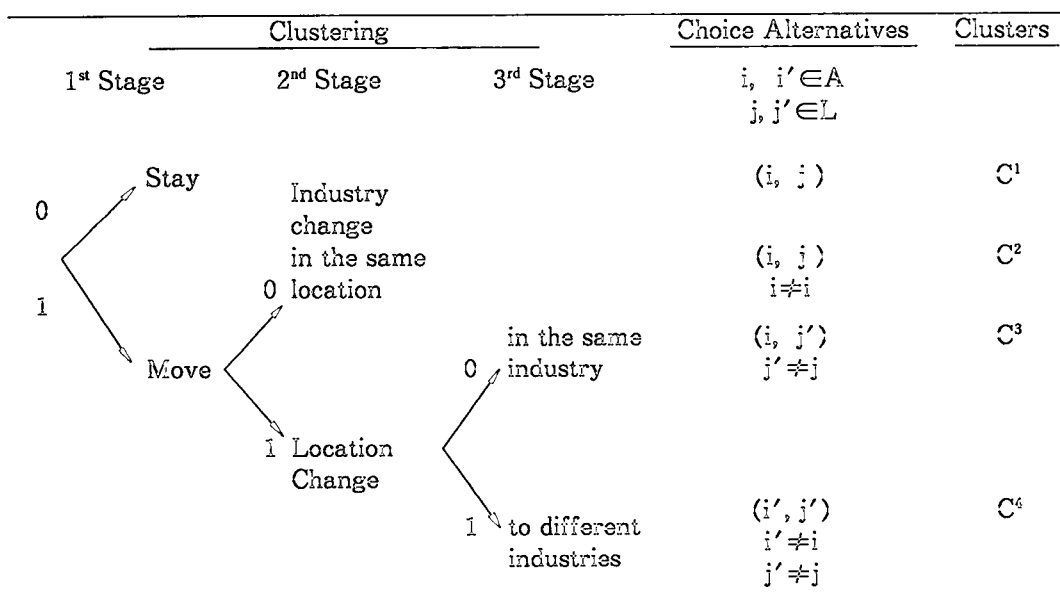 Clustering Choice Alternatives Clusters
1st Stage 2nd Stage 3rd Stage i, i′∈A
j, j′∈L
Stay (i, j) C¹
0 Industry
change
in the same (i, j) C²
0 location i≠i
1
in the same (i, j′) C³
Move 0 industry j′≠j
1 Location
Change
(i′, j′) C⁴
1 to different i′≠i
industries j′≠j